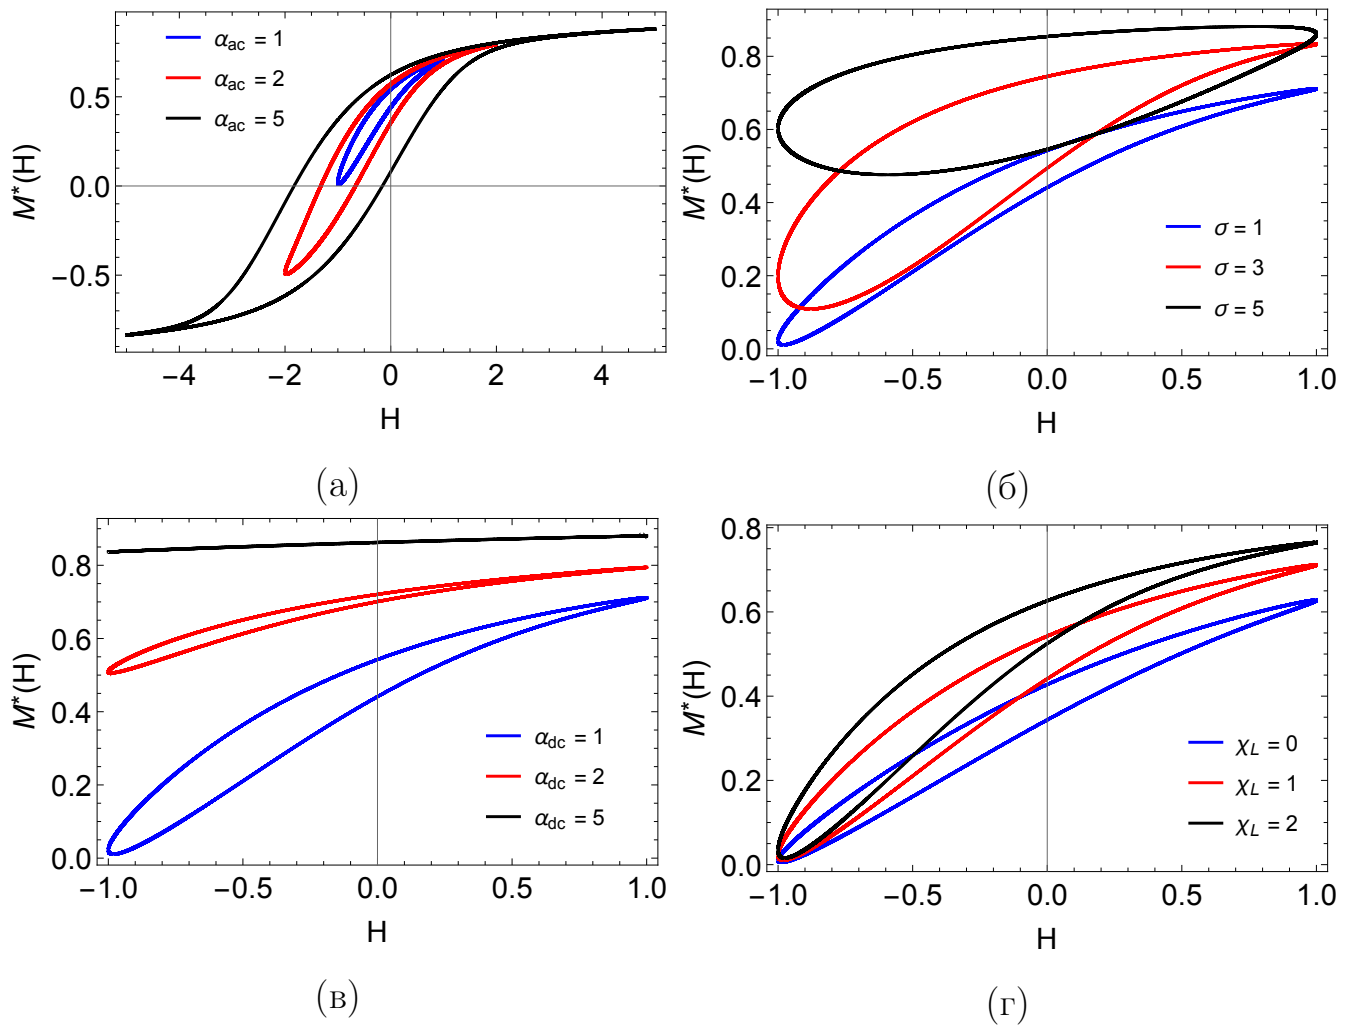 α_ac = 1
α_ac = 2
α_ac = 5
0.5
0.0
−0.5
M*(H)
−4 −2 0 2 4
H
(а)
0.8
0.6
0.4
0.2
0.0
M*(H)
σ = 1
σ = 3
σ = 5
−1.0 −0.5 0.0 0.5 1.0
H
(б)
0.8
0.6
0.4
0.2
0.0
M*(H)
α_dc = 1
α_dc = 2
α_dc = 5
−1.0 −0.5 0.0 0.5 1.0
H
(в)
0.8
0.6
0.4
0.2
0.0
M*(H)
χ_L = 0
χ_L = 1
χ_L = 2
−1.0 −0.5 0.0 0.5 1.0
H
(г)